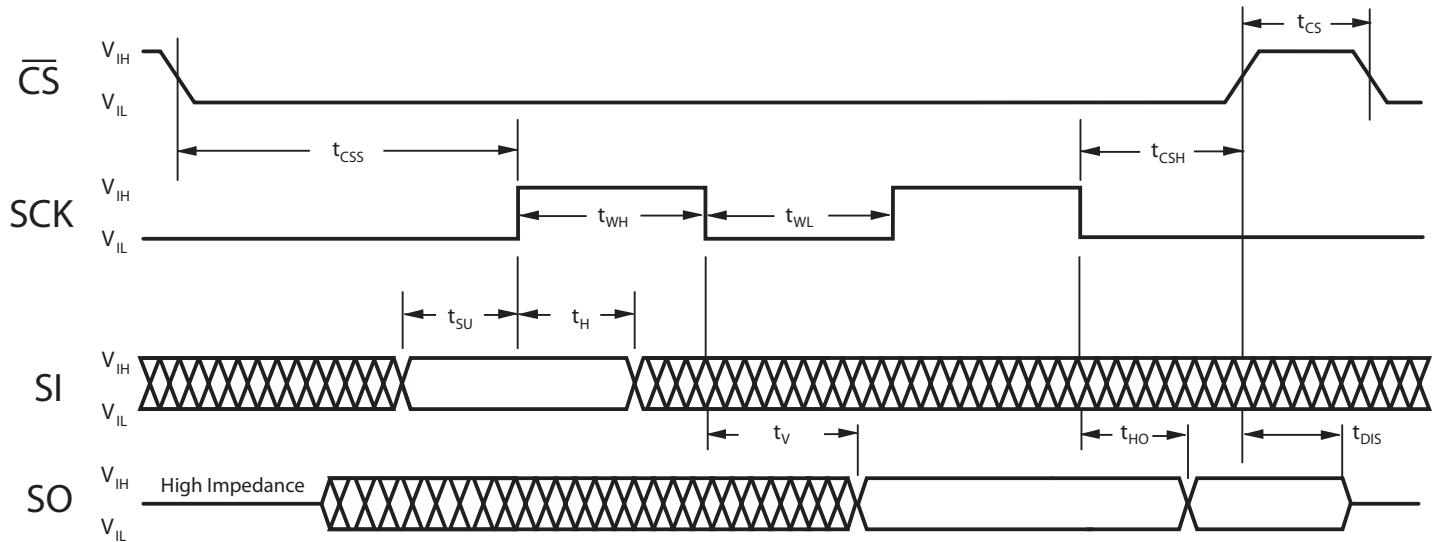 t_CS
V_IH
C̅S̅
V_IL
t_CSS
t_CSH
V_IH
SCK
t_WH
t_WL
V_IL
t_SU
t_H
V_IH
SI
V_IL
t_V
t_HO
t_DIS
V_IH
High Impedance
SO
V_IL